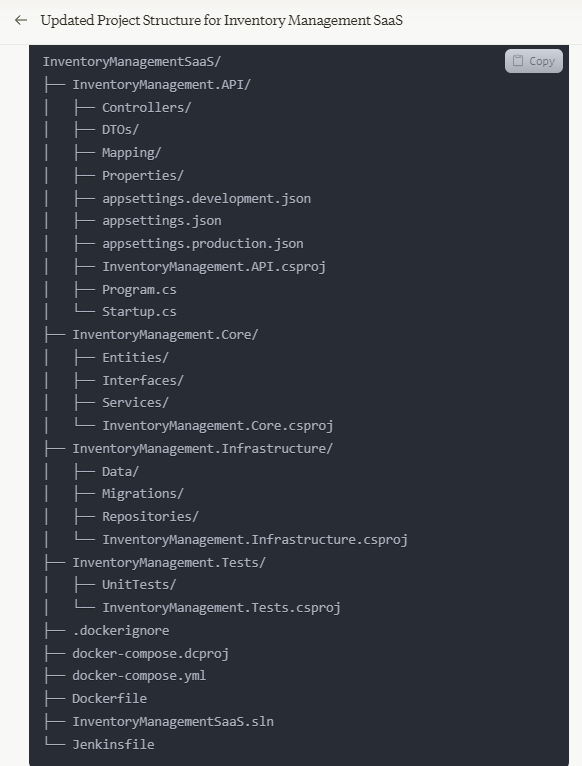 ← Updated Project Structure for Inventory Management SaaS
Copy
InventoryManagementSaaS/
├── InventoryManagement.API/
│   ├── Controllers/
│   ├── DTOs/
│   ├── Mapping/
│   ├── Properties/
│   ├── appsettings.development.json
│   ├── appsettings.json
│   ├── appsettings.production.json
│   ├── InventoryManagement.API.csproj
│   ├── Program.cs
│   └── Startup.cs
├── InventoryManagement.Core/
│   ├── Entities/
│   ├── Interfaces/
│   ├── Services/
│   └── InventoryManagement.Core.csproj
├── InventoryManagement.Infrastructure/
│   ├── Data/
│   ├── Migrations/
│   ├── Repositories/
│   └── InventoryManagement.Infrastructure.csproj
├── InventoryManagement.Tests/
│   ├── UnitTests/
│   └── InventoryManagement.Tests.csproj
├── .dockerignore
├── docker-compose.dcproj
├── docker-compose.yml
├── Dockerfile
├── InventoryManagementSaaS.sln
└── Jenkinsfile